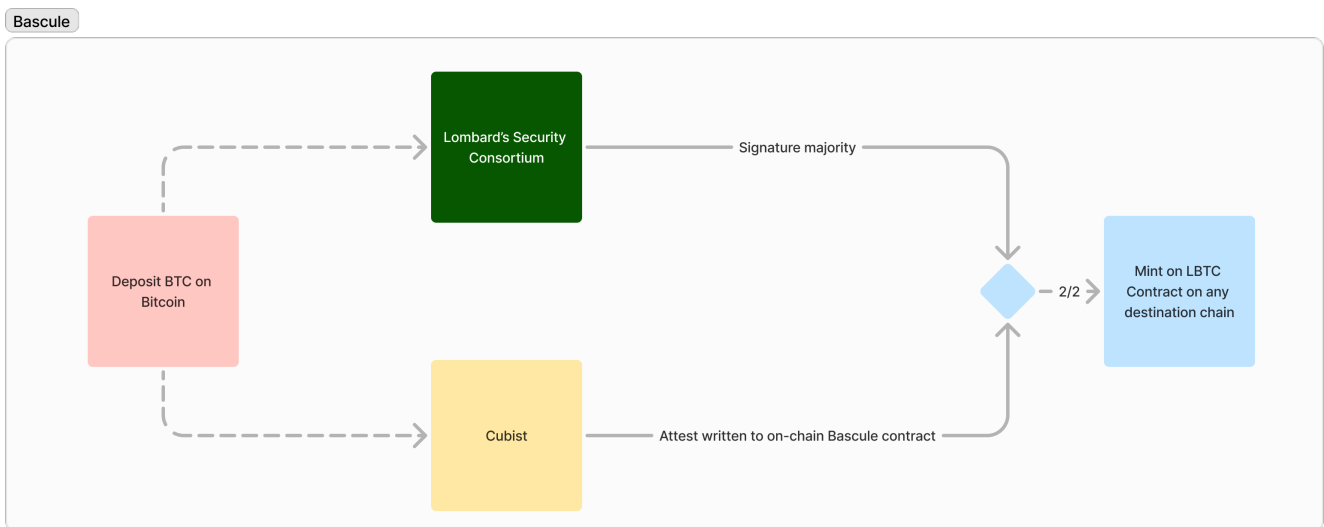 Bascule
Lombard’s Security
Consortium
Signature majority
Deposit BTC on
Bitcoin
2/2
Mint on LBTC
Contract on any
destination chain
Cubist
Attest written to on-chain Bascule contract